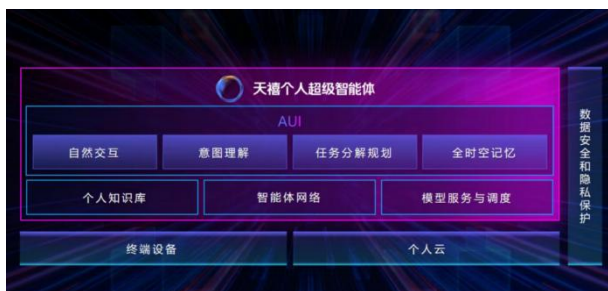 天禧个人超级智能体
AUI
自然交互
意图理解
任务分解规划
全时空记忆
个人知识库
智能体网络
模型服务与调度
终端设备
个人云
数据安全和隐私保护